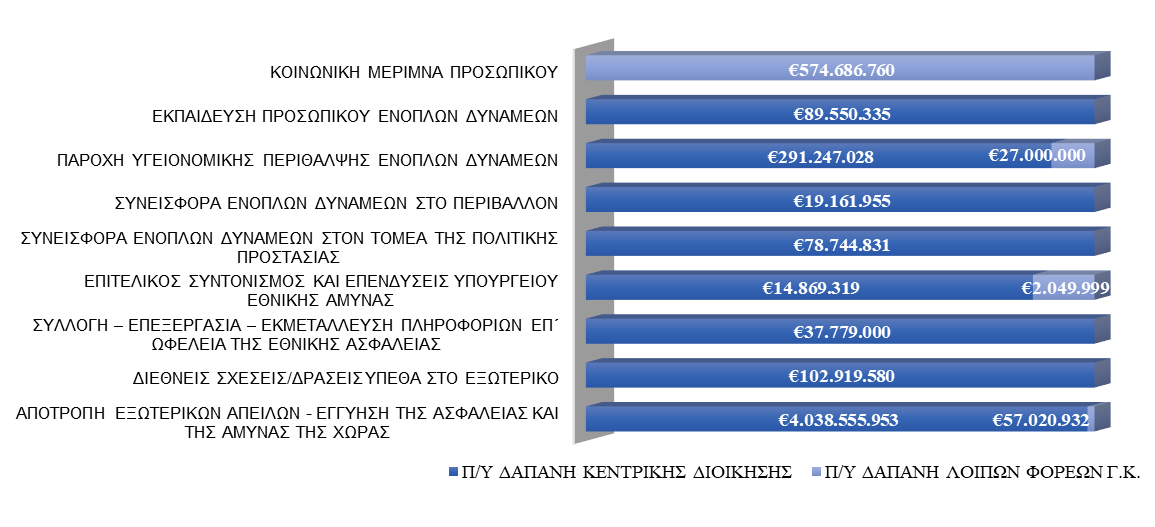 ΚΟΙΝΩΝΙΚΗ ΜΕΡΙΜΝΑ ΠΡΟΣΩΠΙΚΟΥ
€574.686.760
ΕΚΠΑΙΔΕΥΣΗ ΠΡΟΣΩΠΙΚΟΥ ΕΝΟΠΛΩΝ ΔΥΝΑΜΕΩΝ
€89.550.335
ΠΑΡΟΧΗ ΥΓΕΙΟΝΟΜΙΚΗΣ ΠΕΡΙΘΑΛΨΗΣ ΕΝΟΠΛΩΝ ΔΥΝΑΜΕΩΝ
€291.247.028 €27.000.000
ΣΥΝΕΙΣΦΟΡΑ ΕΝΟΠΛΩΝ ΔΥΝΑΜΕΩΝ ΣΤΟ ΠΕΡΙΒΑΛΛΟΝ
€19.161.955
ΣΥΝΕΙΣΦΟΡΑ ΕΝΟΠΛΩΝ ΔΥΝΑΜΕΩΝ ΣΤΟΝ ΤΟΜΕΑ ΤΗΣ ΠΟΛΙΤΙΚΗΣ
ΠΡΟΣΤΑΣΙΑΣ
€78.744.831
ΕΠΙΤΕΛΙΚΟΣ ΣΥΝΤΟΝΙΣΜΟΣ ΚΑΙ ΕΠΕΝΔΥΣΕΙΣ ΥΠΟΥΡΓΕΙΟΥ
ΕΘΝΙΚΗΣ ΑΜΥΝΑΣ
€14.869.319 €2.049.999
ΣΥΛΛΟΓΗ – ΕΠΕΞΕΡΓΑΣΙΑ – ΕΚΜΕΤΑΛΛΕΥΣΗ ΠΛΗΡΟΦΟΡΙΩΝ ΕΠ΄
ΩΦΕΛΕΙΑ ΤΗΣ ΕΘΝΙΚΗΣ ΑΣΦΑΛΕΙΑΣ
€37.779.000
ΔΙΕΘΝΕΙΣ ΣΧΕΣΕΙΣ/ΔΡΑΣΕΙΣ ΥΠΕΘΑ ΣΤΟ ΕΞΩΤΕΡΙΚΟ
€102.919.580
ΑΠΟΤΡΟΠΗ ΕΞΩΤΕΡΙΚΩΝ ΑΠΕΙΛΩΝ - ΕΓΓΥΗΣΗ ΤΗΣ ΑΣΦΑΛΕΙΑΣ ΚΑΙ
ΤΗΣ ΑΜΥΝΑΣ ΤΗΣ ΧΩΡΑΣ
€4.038.555.953 €57.020.932
Π/Υ ΔΑΠΑΝΗ ΚΕΝΤΡΙΚΗΣ ΔΙΟΙΚΗΣΗΣ Π/Υ ΔΑΠΑΝΗ ΛΟΙΠΩΝ ΦΟΡΕΩΝ Γ.Κ.